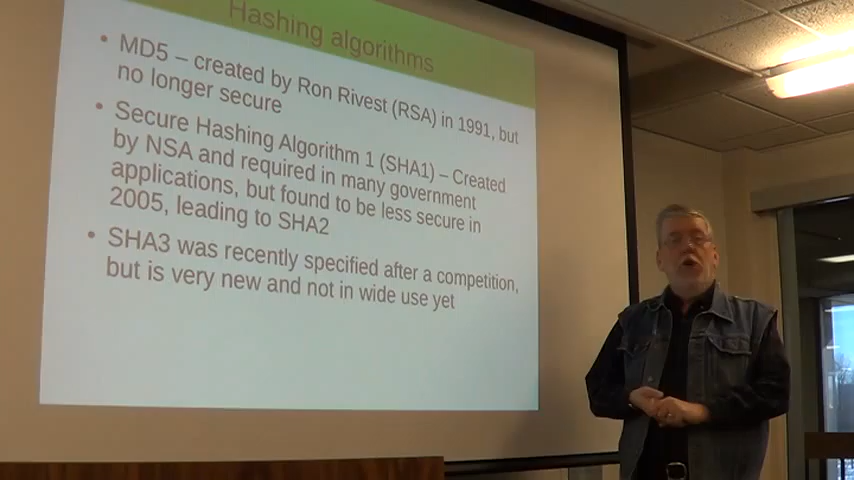 Hashing algorithms
• MD5 – created by Ron Rivest (RSA) in 1991, but
no longer secure
• Secure Hashing Algorithm 1 (SHA1) – Created
by NSA and required in many government
applications, but found to be less secure in
2005, leading to SHA2
• SHA3 was recently specified after a competition,
but is very new and not in wide use yet